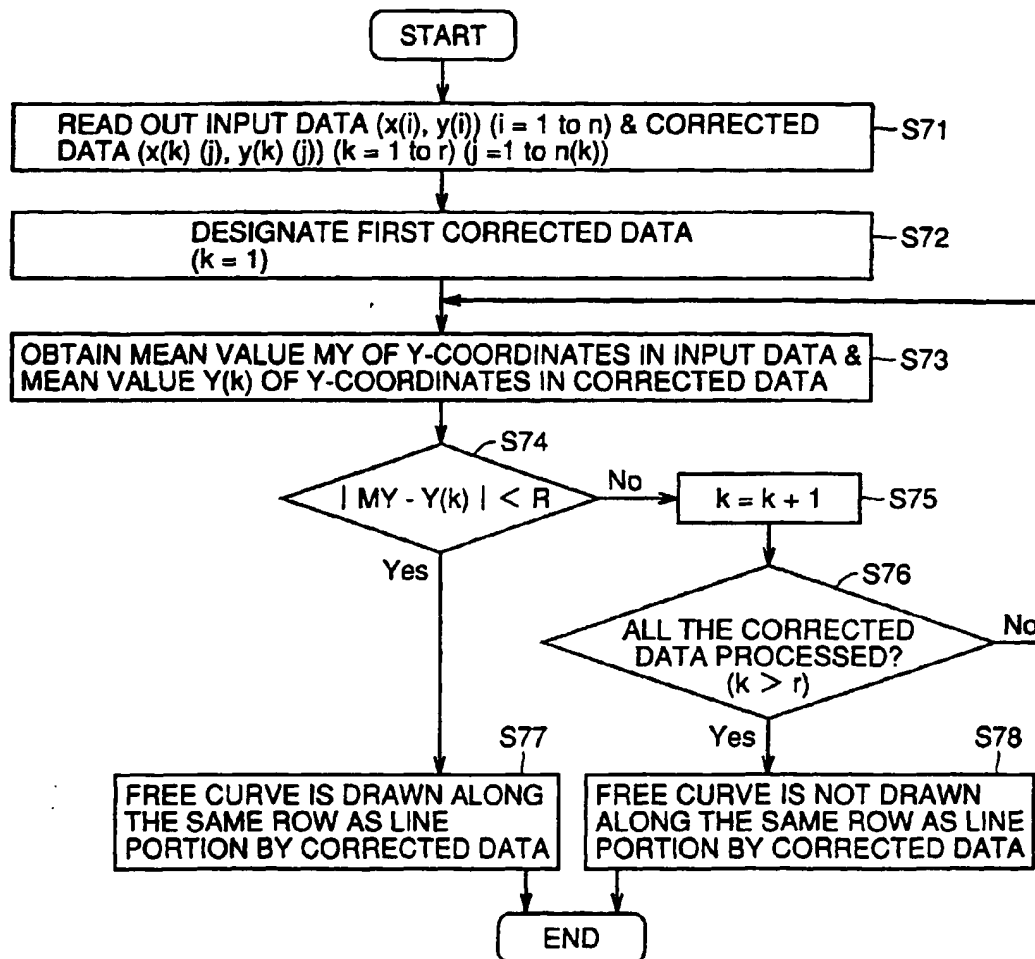 START
READ OUT INPUT DATA (x(i), y(i)) (i = 1 to n) & CORRECTED
DATA (x(k) (j), y(k) (j)) (k = 1 to r) (j =1 to n(k))
S71
DESIGNATE FIRST CORRECTED DATA
(k = 1)
S72
OBTAIN MEAN VALUE MY OF Y-COORDINATES IN INPUT DATA &
MEAN VALUE Y(k) OF Y-COORDINATES IN CORRECTED DATA
S73
S74
| MY - Y(k) | < R
No
k = k + 1
S75
Yes
S76
ALL THE CORRECTED
DATA PROCESSED?
(k > r)
No
Yes
S77
FREE CURVE IS DRAWN ALONG
THE SAME ROW AS LINE
PORTION BY CORRECTED DATA
S78
FREE CURVE IS NOT DRAWN
ALONG THE SAME ROW AS LINE
PORTION BY CORRECTED DATA
END